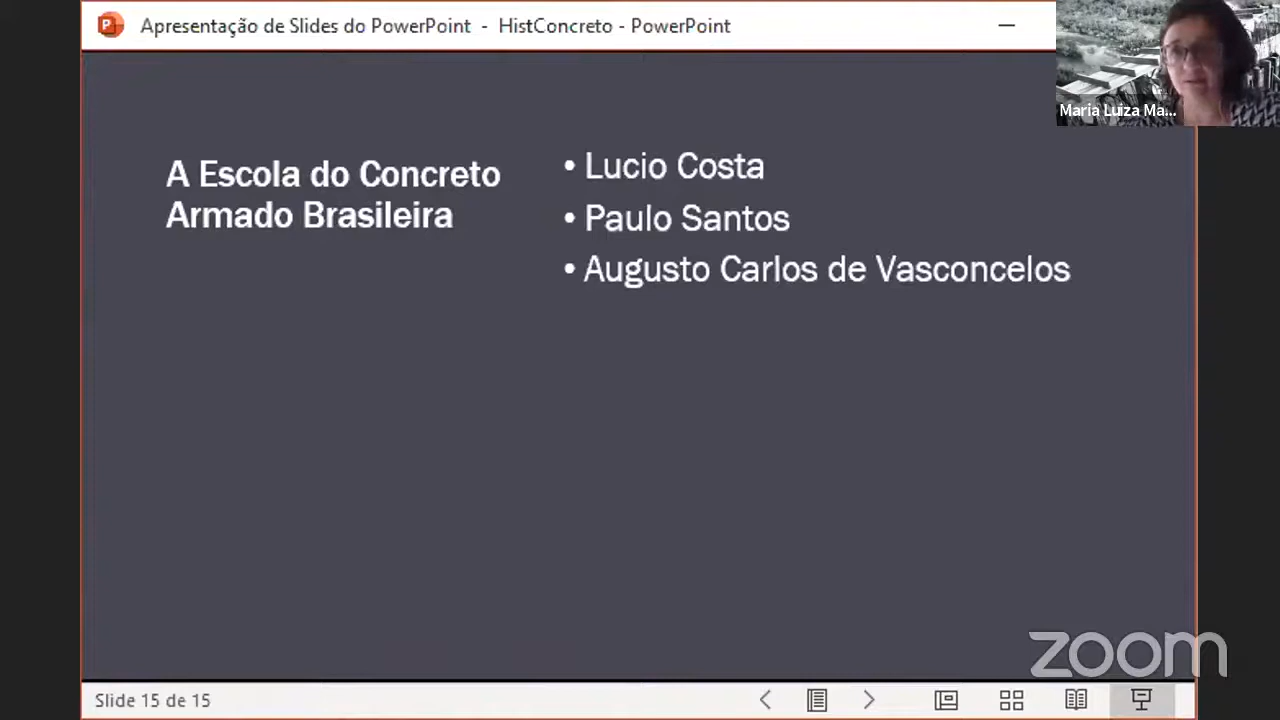 Apresentação de Slides do PowerPoint - HistConcreto - PowerPoint
Maria Luiza Ma...
A Escola do Concreto
Armado Brasileira
• Lucio Costa
• Paulo Santos
• Augusto Carlos de Vasconcelos
zoom
Slide 15 de 15